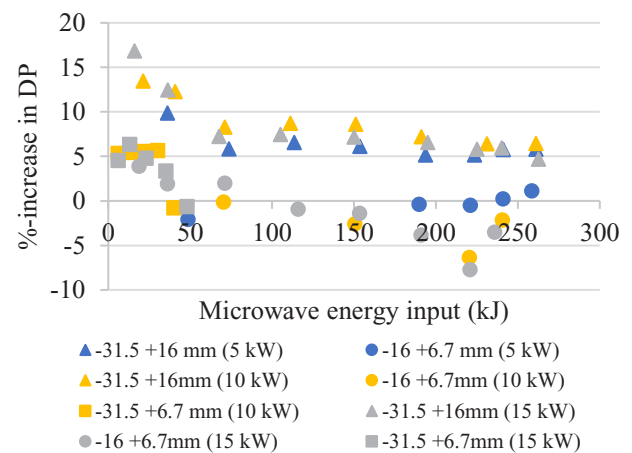 20
15
10
5
0
-5
-10
0 50 100 150 200 250 300
%-increase in DP
Microwave energy input (kJ)
-31.5 +16 mm (5 kW) -16 +6.7 mm (5 kW)
-31.5 +16mm (10 kW) -16 +6.7mm (10 kW)
-31.5 +6.7 mm (10 kW) -31.5 +16mm (15 kW)
-16 +6.7mm (15 kW) -31.5 +6.7mm (15 kW)